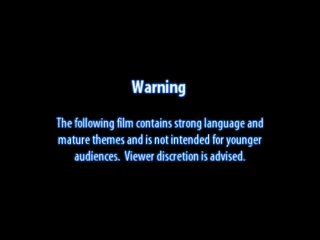 Warning
The following film contains strong language and
mature themes and is not intended for younger
audiences. Viewer discretion is advised.